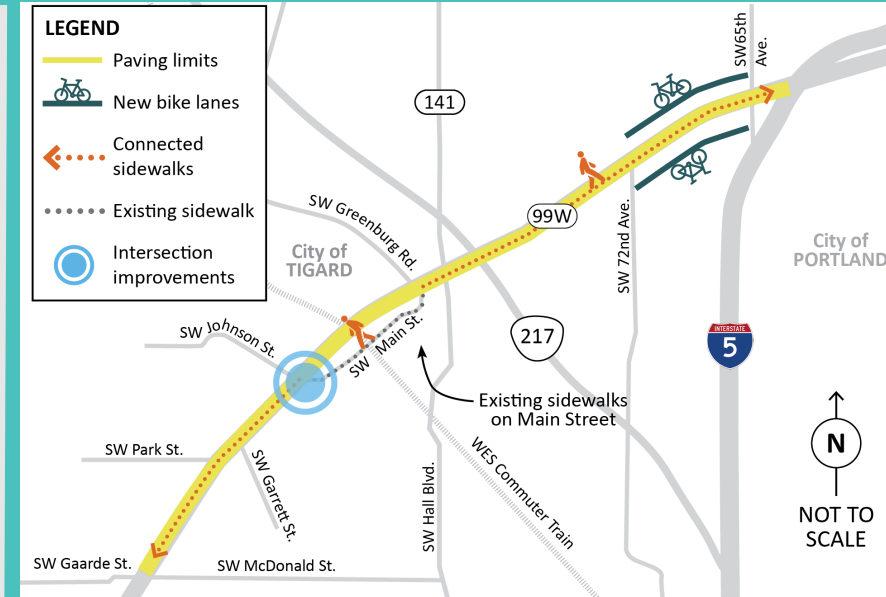 LEGEND
Paving limits
New bike lanes
Connected
sidewalks
Existing sidewalk
Intersection
improvements
SW65th
Ave.
141
SW Greenburg Rd.
99W
SW 72nd Ave.
City of
TIGARD
City of
PORTLAND
SW Johnson St.
SW Main St.
217
INTERSTATE
5
Existing sidewalks
on Main Street
N
NOT TO
SCALE
SW Park St.
SW Garrett St.
SW Hall Blvd.
WES Commuter Train
SW Gaarde St.
SW McDonald St.